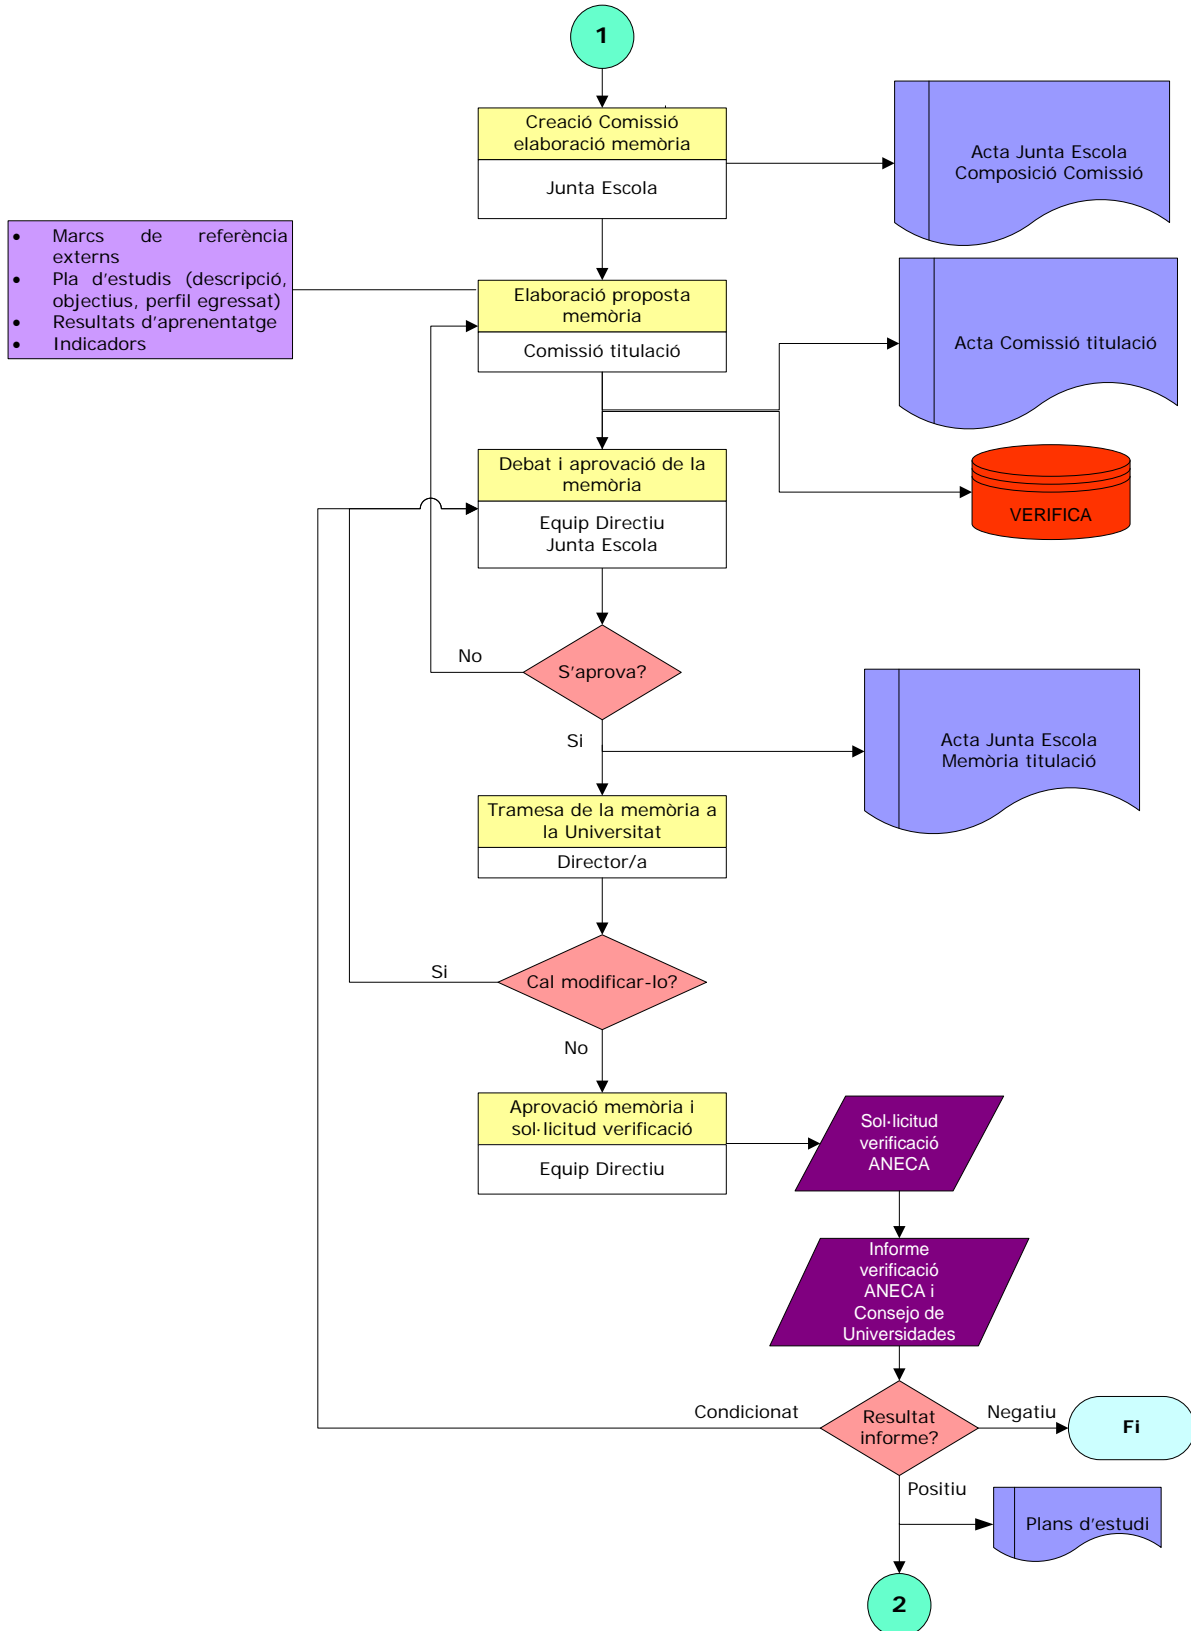 1
Creació Comissió
elaboració memòria
Junta Escola
Acta Junta Escola
Composició Comissió
• Marcs de referència
externs
• Pla d'estudis (descripció,
objectius, perfil egressat)
• Resultats d'aprenentatge
• Indicadors
Elaboració proposta
memòria
Comissió titulació
Acta Comissió titulació
Debat i aprovació de la
memòria
Equip Directiu
Junta Escola
VERIFICA
No
S'aprova?
Si
Acta Junta Escola
Memòria titulació
Tramesa de la memòria a
la Universitat
Director/a
Si
Cal modificar-lo?
No
Aprovació memòria i
sol·licitud verificació
Equip Directiu
Sol·licitud
verificació
ANECA
Informe
verificació
ANECA i
Consejo de
Universidades
Condicionat
Resultat
informe?
Negatiu
Fi
Positiu
Plans d'estudi
2